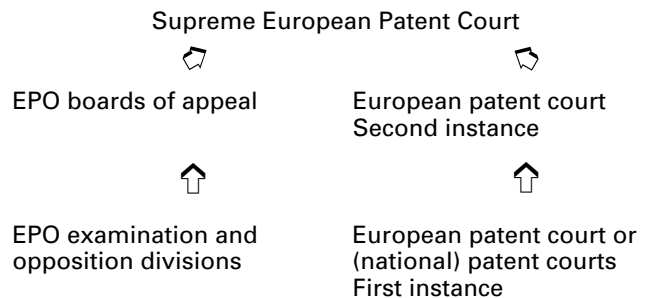 Supreme European Patent Court
EPO boards of appeal
European patent court
Second instance
EPO examination and
opposition divisions
European patent court or
(national) patent courts
First instance